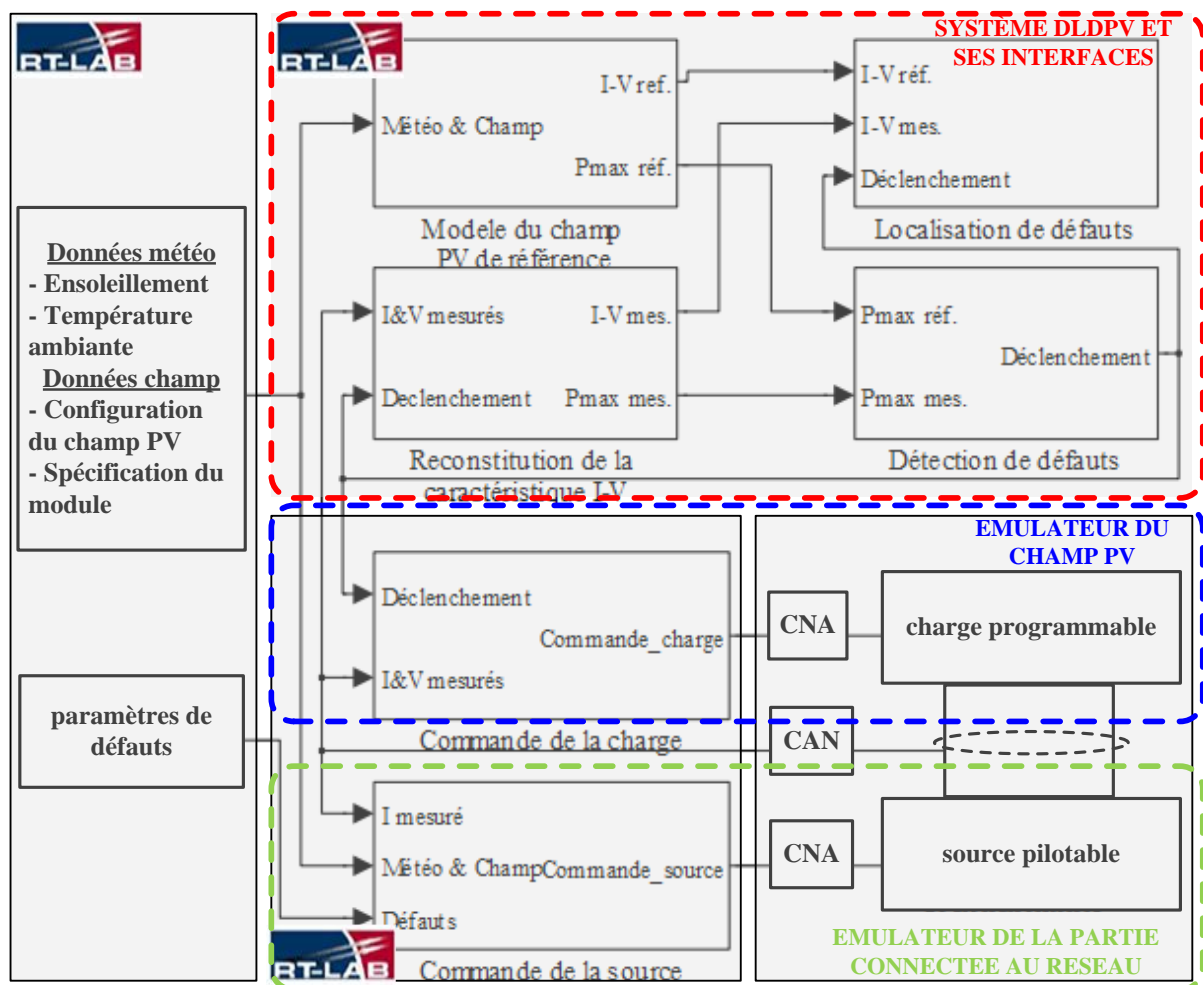 RT-LAB
Données météo
- Ensoleillement
- Température
ambiante
Données champ
- Configuration
du champ PV
- Spécification du
module
paramètres de
défauts
RT-LAB
SYSTÈME DLDPV ET
SES INTERFACES
I-V ref.
Météo & Champ
Pmax réf.
Modele du champ
PV de référence
I-V réf.
I-V mes.
Déclenchement
Localisation de défauts
I&V mesurés
I-V mes.
Declenchement
Pmax mes.
Reconstitution de la
caractéristique I-V
Pmax réf.
Déclenchement
Pmax mes.
Détection de défauts
EMULATEUR DU
CHAMP PV
Déclenchement
Commande_charge
I&V mesurés
Commande de la charge
CNA
charge programmable
CAN
I mesuré
Météo & Champ
Commande_source
Défauts
RT-LAB
Commande de la source
CNA
source pilotable
EMULATEUR DE LA PARTIE
CONNECTEE AU RESEAU